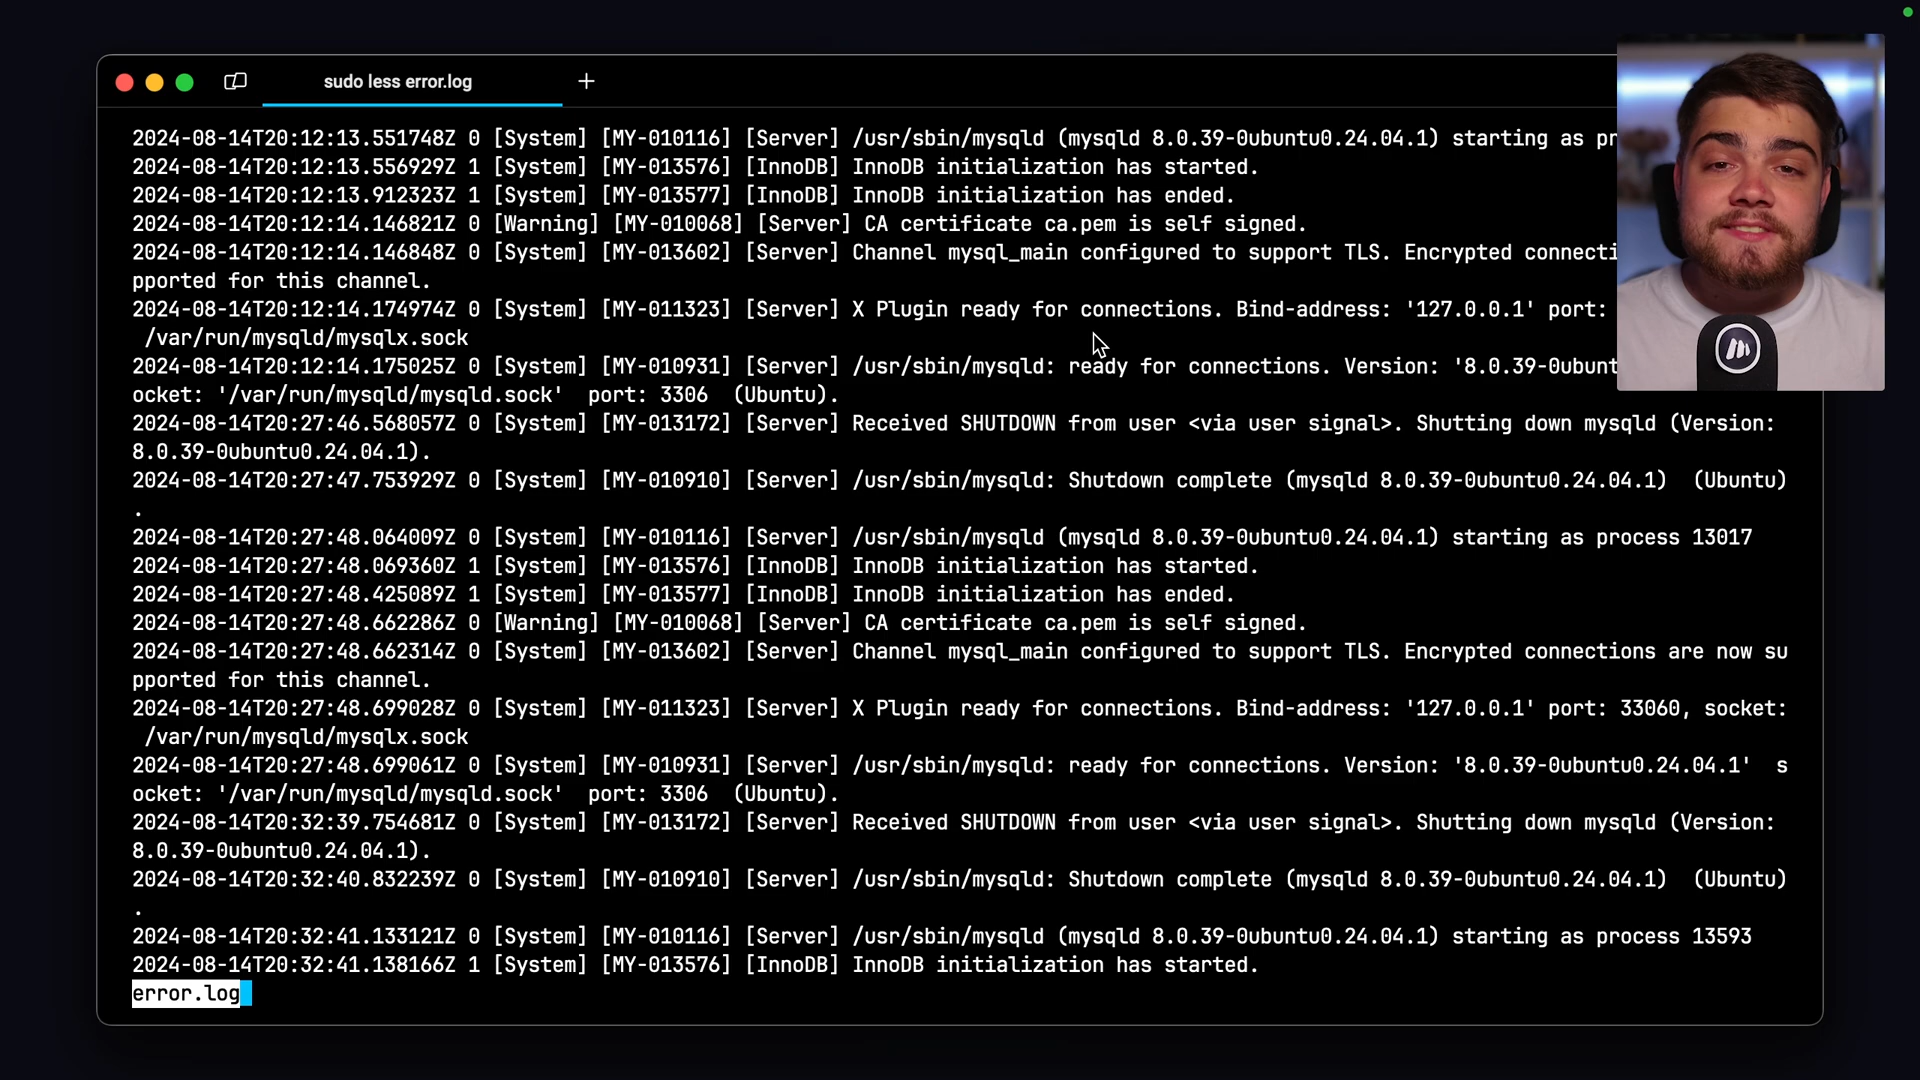 sudo less error.log
2024-08-14T20:12:13.551748Z 0 [System] [MY-010116] [Server] /usr/sbin/mysqld (mysqld 8.0.39-0ubuntu0.24.04.1) starting as
2024-08-14T20:12:13.556929Z 1 [System] [MY-013576] [InnoDB] InnoDB initialization has started.
2024-08-14T20:12:13.912323Z 1 [System] [MY-013577] [InnoDB] InnoDB initialization has ended.
2024-08-14T20:12:14.146821Z 0 [Warning] [MY-010068] [Server] CA certificate ca.pem is self signed.
2024-08-14T20:12:14.146848Z 0 [System] [MY-013602] [Server] Channel mysql_main configured to support TLS. Encrypted connecti
pported for this channel.
2024-08-14T20:12:14.174974Z 0 [System] [MY-011323] [Server] X Plugin ready for connections. Bind-address: '127.0.0.1' port:
/var/run/mysqld/mysqlx.sock
2024-08-14T20:12:14.175025Z 0 [System] [MY-010931] [Server] /usr/sbin/mysqld: ready for connections. Version: '8.0.39-0ubunt
ocket: '/var/run/mysqld/mysqld.sock'  port: 3306  (Ubuntu).
2024-08-14T20:27:46.568057Z 0 [System] [MY-013172] [Server] Received SHUTDOWN from user <via user signal>. Shutting down mysqld (Version:
8.0.39-0ubuntu0.24.04.1).
2024-08-14T20:27:47.753929Z 0 [System] [MY-010910] [Server] /usr/sbin/mysqld: Shutdown complete (mysqld 8.0.39-0ubuntu0.24.04.1)  (Ubuntu)
.
2024-08-14T20:27:48.064009Z 0 [System] [MY-010116] [Server] /usr/sbin/mysqld (mysqld 8.0.39-0ubuntu0.24.04.1) starting as process 13017
2024-08-14T20:27:48.069360Z 1 [System] [MY-013576] [InnoDB] InnoDB initialization has started.
2024-08-14T20:27:48.425089Z 1 [System] [MY-013577] [InnoDB] InnoDB initialization has ended.
2024-08-14T20:27:48.662286Z 0 [Warning] [MY-010068] [Server] CA certificate ca.pem is self signed.
2024-08-14T20:27:48.662314Z 0 [System] [MY-013602] [Server] Channel mysql_main configured to support TLS. Encrypted connections are now su
pported for this channel.
2024-08-14T20:27:48.699028Z 0 [System] [MY-011323] [Server] X Plugin ready for connections. Bind-address: '127.0.0.1' port: 33060, socket:
/var/run/mysqld/mysqlx.sock
2024-08-14T20:27:48.699061Z 0 [System] [MY-010931] [Server] /usr/sbin/mysqld: ready for connections. Version: '8.0.39-0ubuntu0.24.04.1'  s
ocket: '/var/run/mysqld/mysqld.sock'  port: 3306  (Ubuntu).
2024-08-14T20:32:39.754681Z 0 [System] [MY-013172] [Server] Received SHUTDOWN from user <via user signal>. Shutting down mysqld (Version:
8.0.39-0ubuntu0.24.04.1).
2024-08-14T20:32:40.832239Z 0 [System] [MY-010910] [Server] /usr/sbin/mysqld: Shutdown complete (mysqld 8.0.39-0ubuntu0.24.04.1)  (Ubuntu)
.
2024-08-14T20:32:41.133121Z 0 [System] [MY-010116] [Server] /usr/sbin/mysqld (mysqld 8.0.39-0ubuntu0.24.04.1) starting as process 13593
2024-08-14T20:32:41.138166Z 1 [System] [MY-013576] [InnoDB] InnoDB initialization has started.
error.log